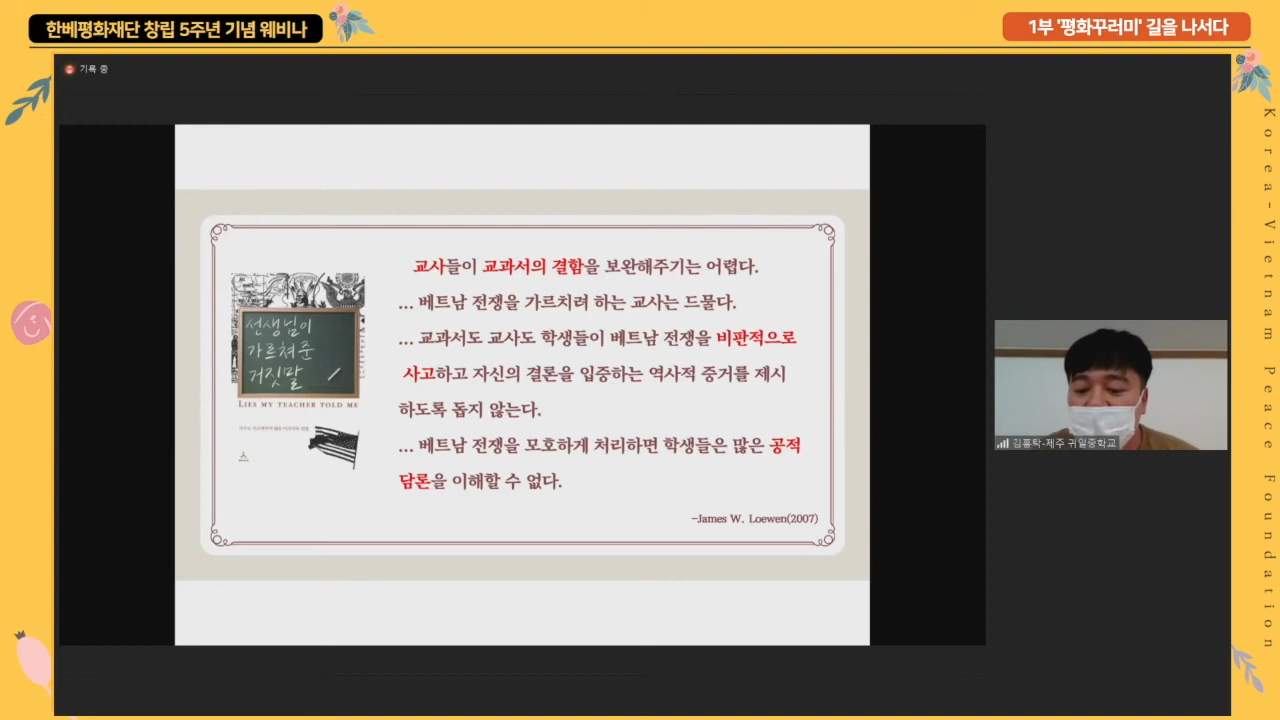 한베평화재단 창립 5주년 기념 웨비나
1부 '평화꾸러미' 길을 나서다
기록 중
교사들이 교과서의 결함을 보완해주기는 어렵다.
... 베트남 전쟁을 가르치려 하는 교사는 드물다.
... 교과서도 교사도 학생들이 베트남 전쟁을 비판적으로
사고하고 자신의 결론을 입증하는 역사적 증거를 제시
하도록 돕지 않는다.
... 베트남 전쟁을 모호하게 처리하면 학생들은 많은 공적
담론을 이해할 수 없다.
-James W. Loewen(2007)
선생님이
가르쳐준
거짓말
LIES MY TEACHER TOLD ME
김홍탁-제주 귀일중학교
Korea-Vietnam Peace Foundation